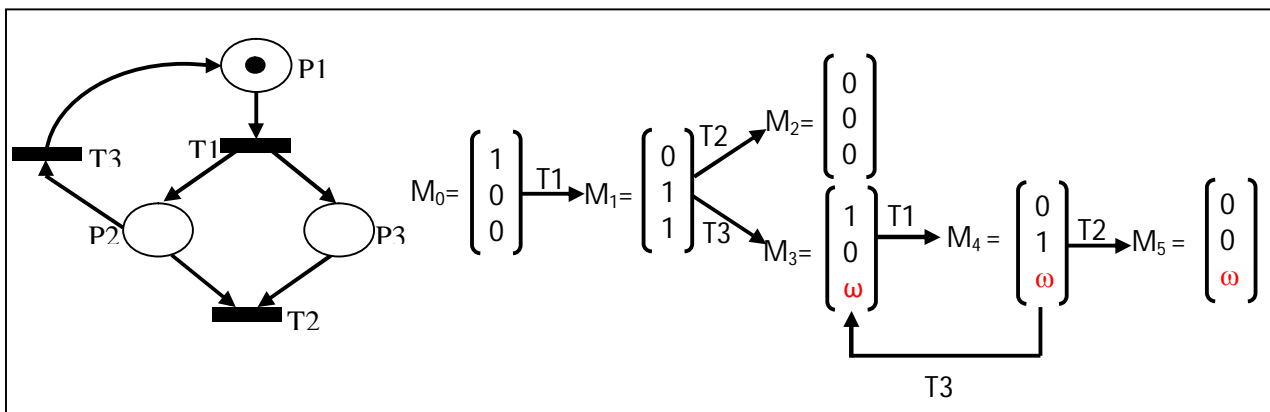 P1
T3
T1
P2
P3
T2
M0= 1 0 0
T1
M1= 0 1 1
T2
M2= 0 0 0
T3
M3= 1 0 ω
T1
M4 = 0 1 ω
T2
M5 = 0 0 ω
T3